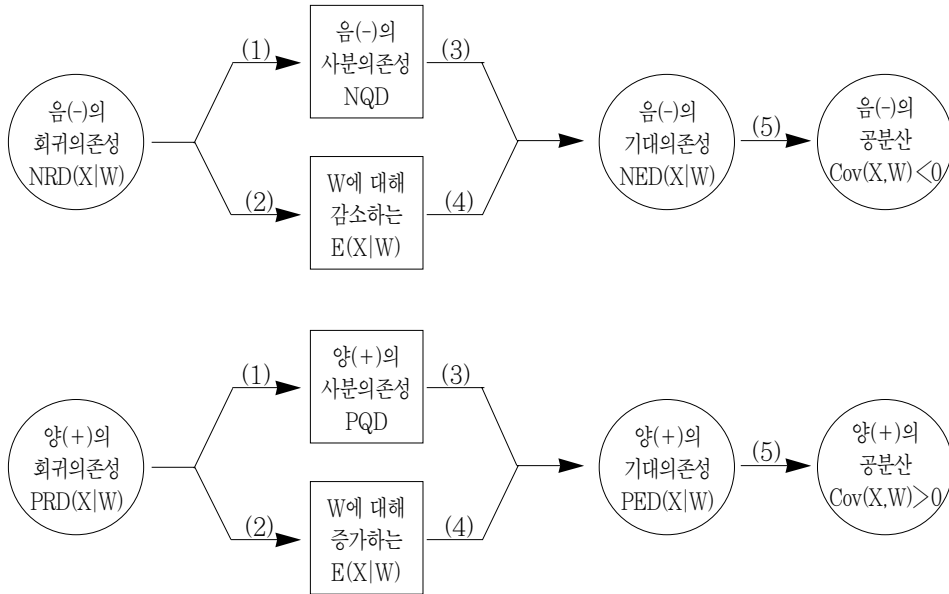 (1)
음(-)의
사분의존성
NQD
(3)
음(-)의
회귀의존성
NRD(X|W)
음(-)의
기대의존성
NED(X|W)
(5)
음(-)의
공분산
Cov(X,W)<0
(2)
W에 대해
감소하는
E(X|W)
(4)
(1)
양(+)의
사분의존성
PQD
(3)
양(+)의
회귀의존성
PRD(X|W)
양(+)의
기대의존성
PED(X|W)
(5)
양(+)의
공분산
Cov(X,W)>0
(2)
W에 대해
증가하는
E(X|W)
(4)